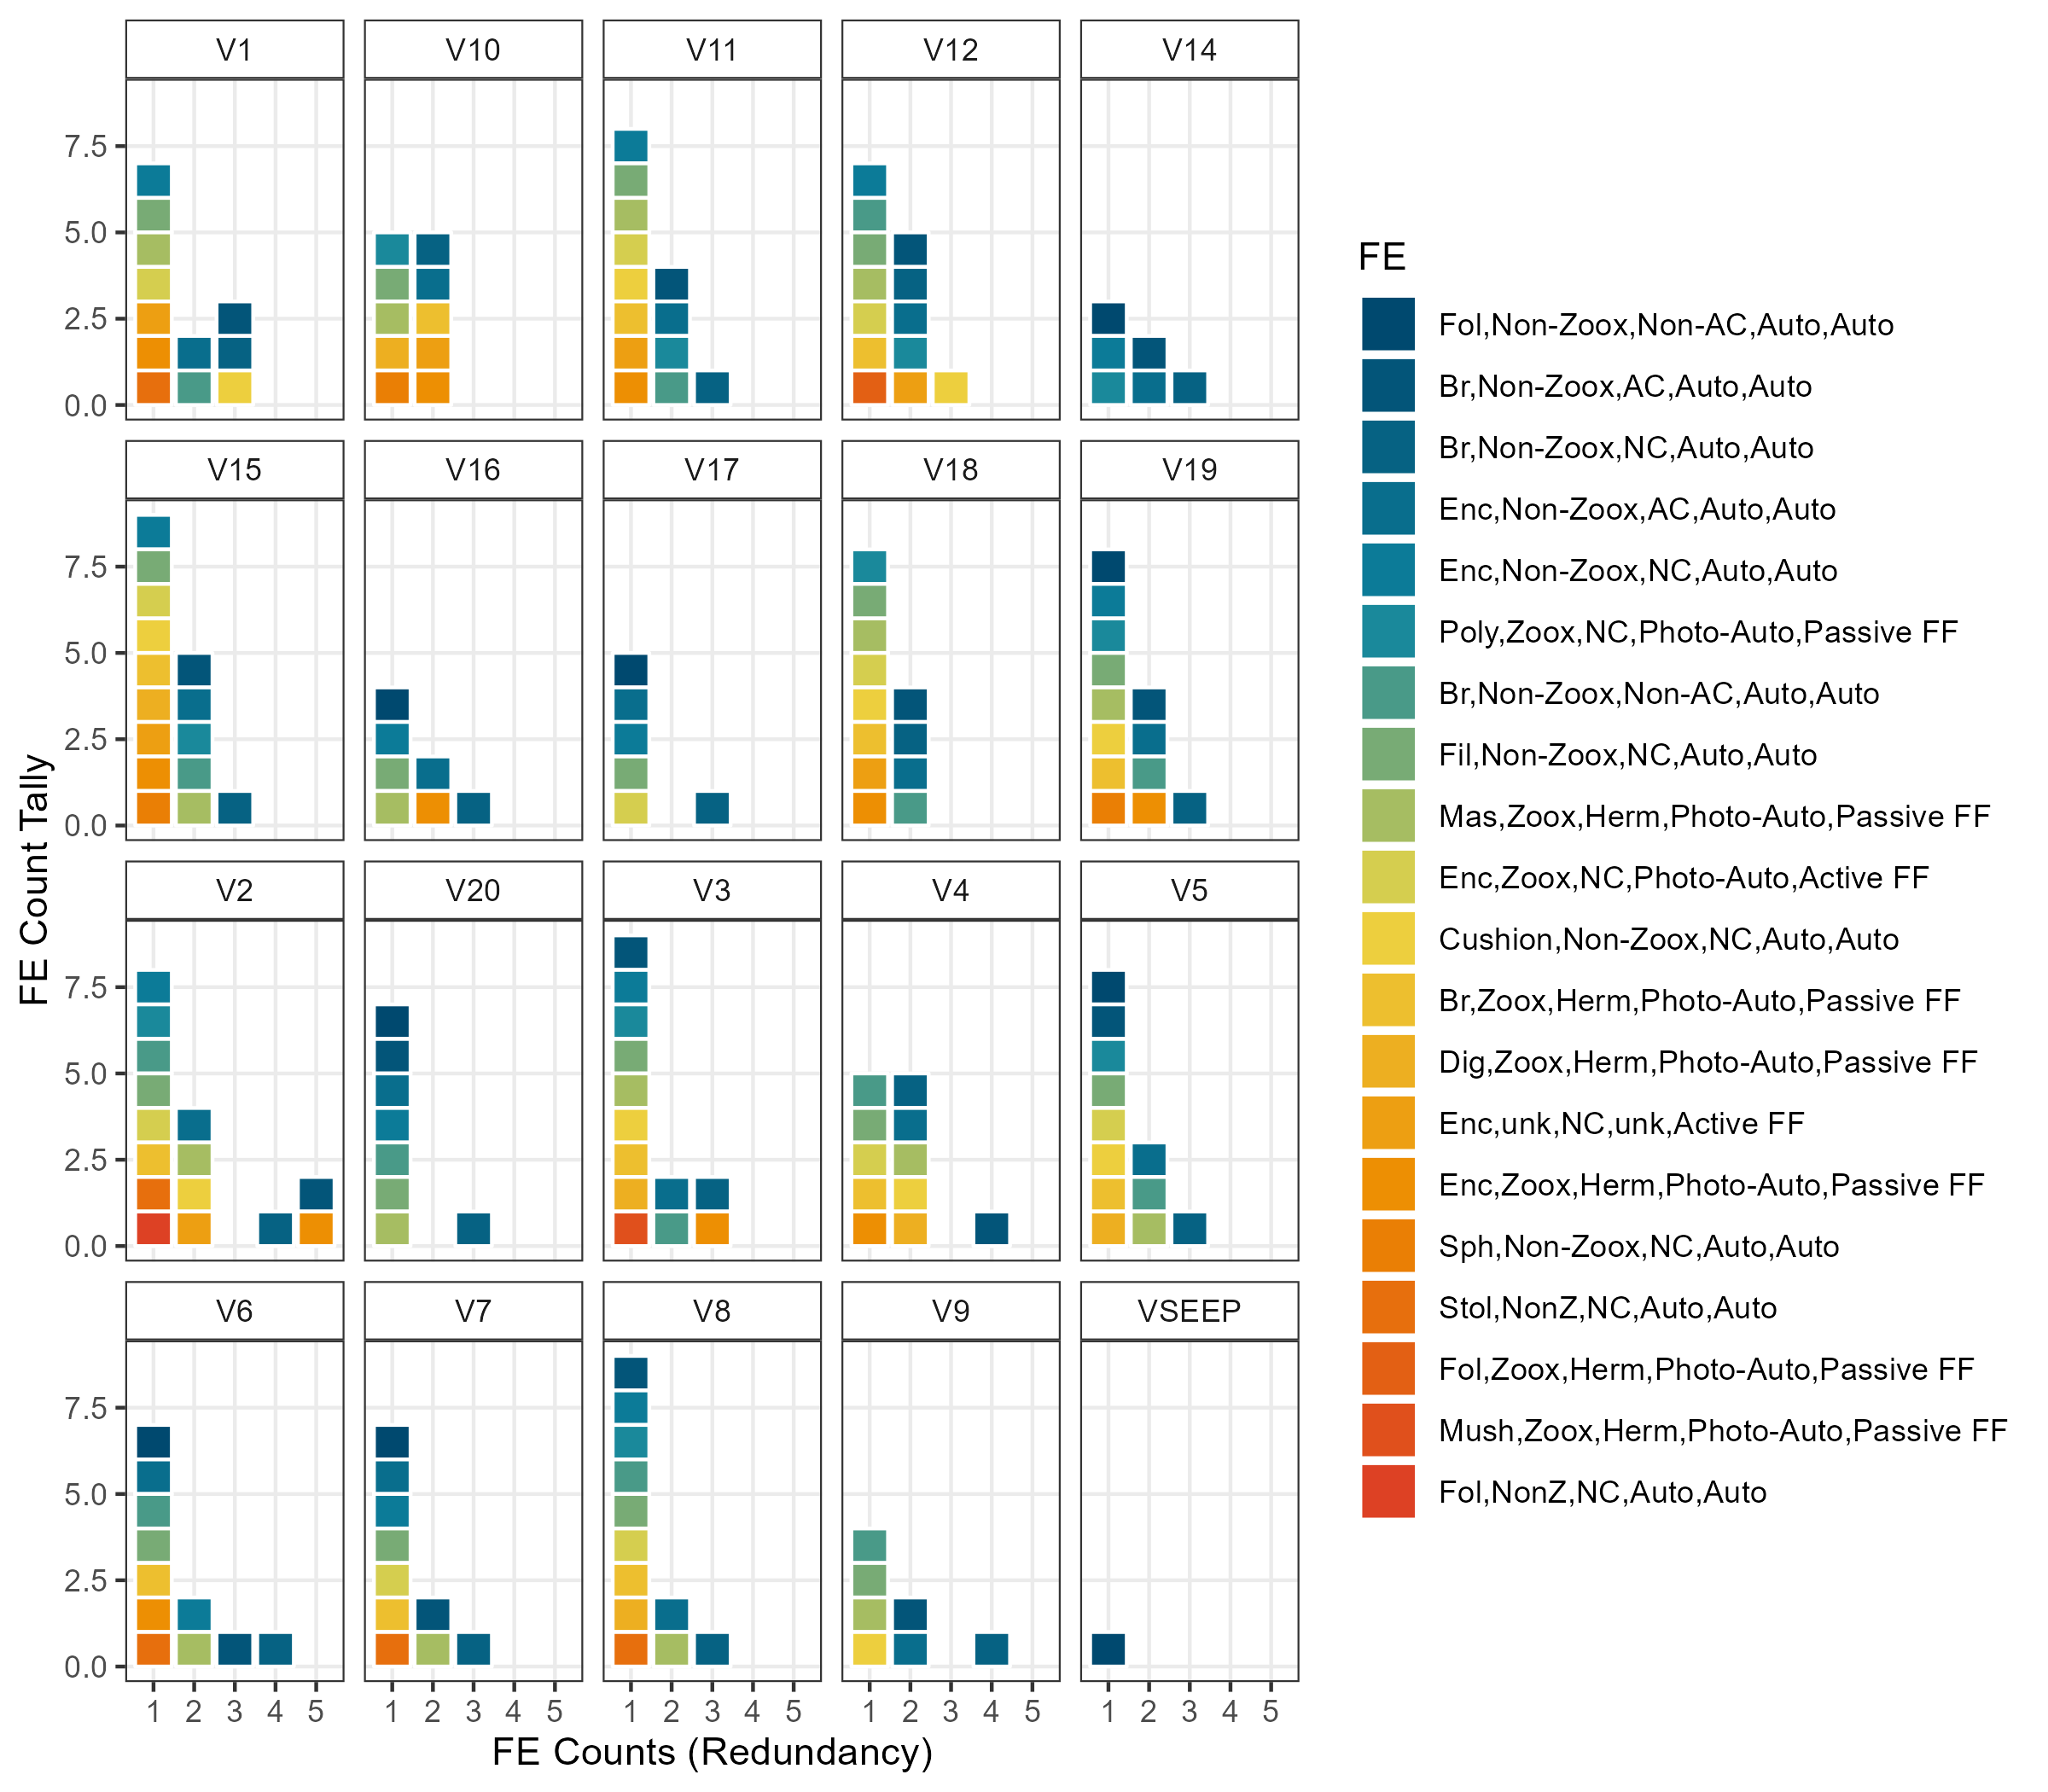 V1 V10 V11 V12 V14
7.5
5.0
2.5
0.0
V15 V16 V17 V18 V19
7.5
5.0
2.5
0.0
V2 V20 V3 V4 V5
7.5
5.0
2.5
0.0
V6 V7 V8 V9 VSEEP
7.5
5.0
2.5
0.0
1 2 3 4 5 1 2 3 4 5 1 2 3 4 5 1 2 3 4 5 1 2 3 4 5
FE Counts (Redundancy)
FE Count Tally
FE
Fol,Non-Zoox,Non-AC,Auto,Auto
Br,Non-Zoox,AC,Auto,Auto
Br,Non-Zoox,NC,Auto,Auto
Enc,Non-Zoox,AC,Auto,Auto
Enc,Non-Zoox,NC,Auto,Auto
Poly,Zoox,NC,Photo-Auto,Passive FF
Br,Non-Zoox,Non-AC,Auto,Auto
Fil,Non-Zoox,NC,Auto,Auto
Mas,Zoox,Herm,Photo-Auto,Passive FF
Enc,Zoox,NC,Photo-Auto,Active FF
Cushion,Non-Zoox,NC,Auto,Auto
Br,Zoox,Herm,Photo-Auto,Passive FF
Dig,Zoox,Herm,Photo-Auto,Passive FF
Enc,unk,NC,unk,Active FF
Enc,Zoox,Herm,Photo-Auto,Passive FF
Sph,Non-Zoox,NC,Auto,Auto
Stol,NonZ,NC,Auto,Auto
Fol,Zoox,Herm,Photo-Auto,Passive FF
Mush,Zoox,Herm,Photo-Auto,Passive FF
Fol,NonZ,NC,Auto,Auto